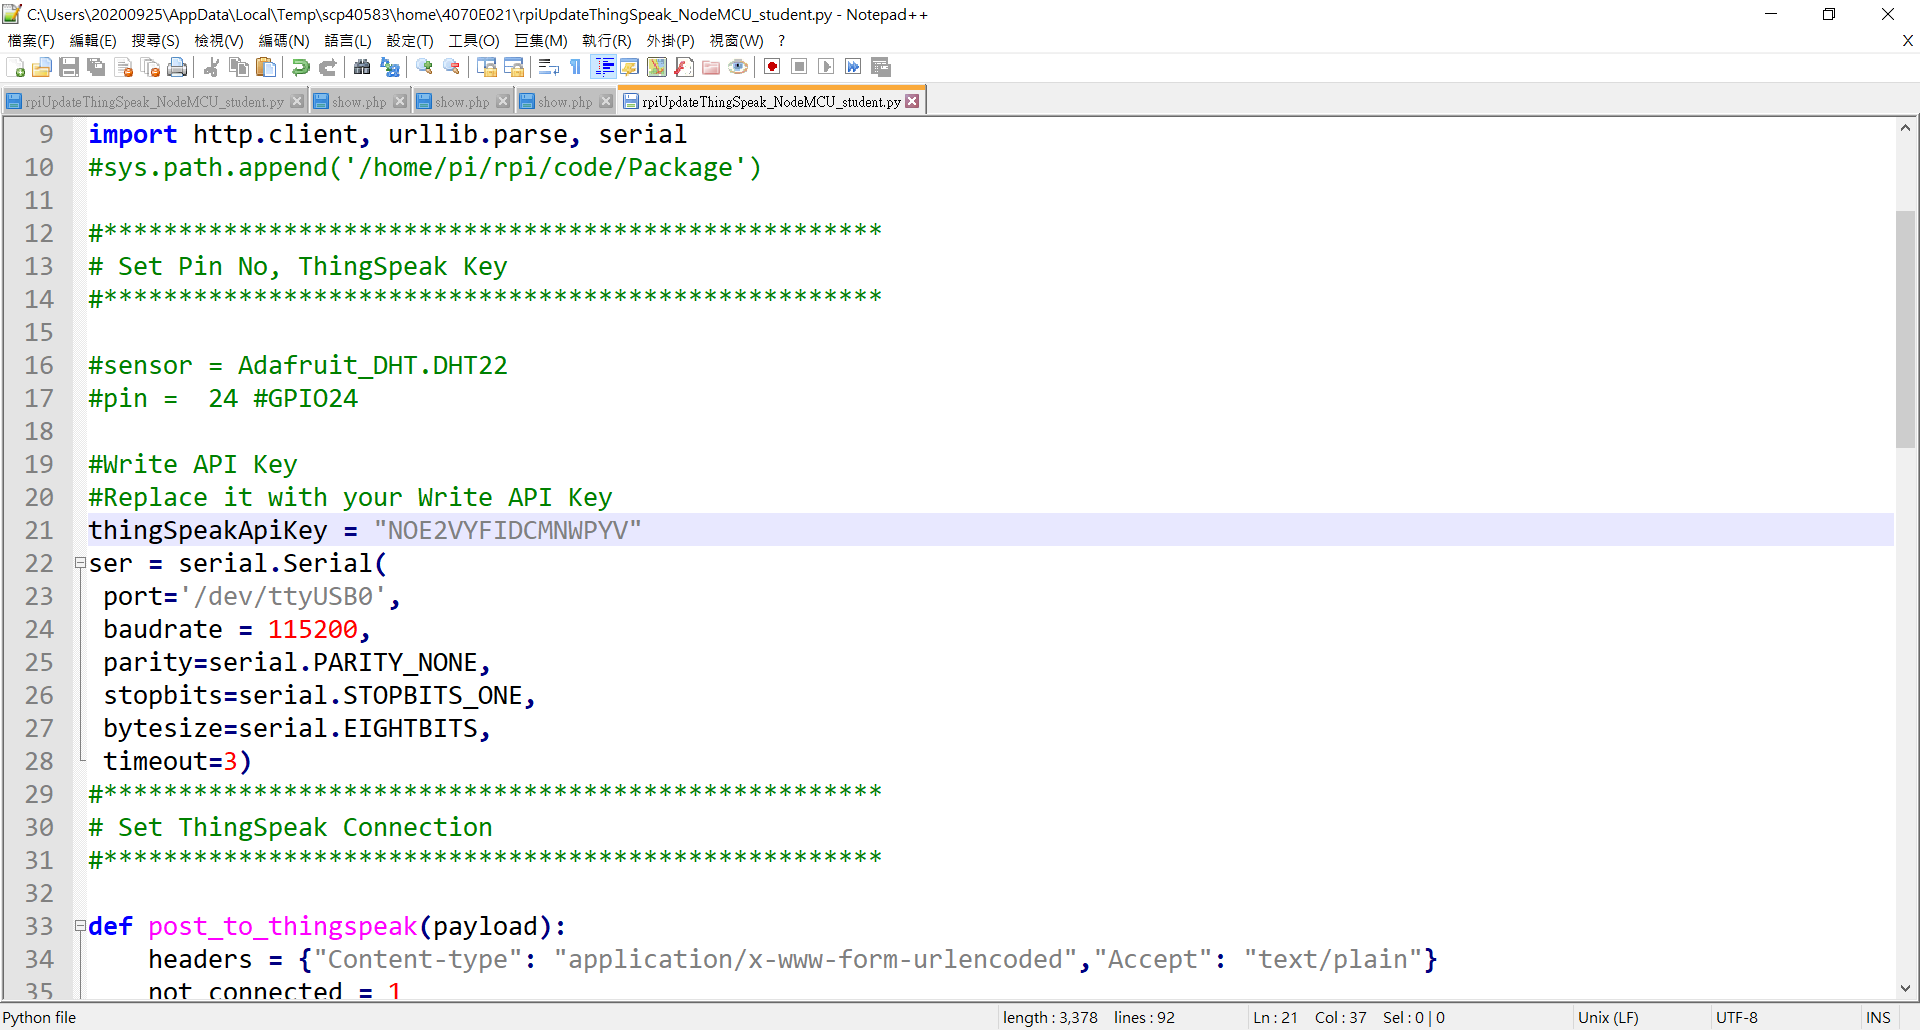 C:\Users\20200925\AppData\Local\Temp\scp40583\home\4070E021\rpiUpdateThingSpeak_NodeMCU_student.py - Notepad++
檔案(F) 編輯(E) 搜尋(S) 檢視(V) 編碼(N) 語言(L) 設定(T) 工具(O) 巨集(M) 執行(R) 外掛(P) 視窗(W) ? X
rpiUpdateThingSpeak_NodeMCU_student.py show.php show.php show.php rpiUpdateThingSpeak_NodeMCU_student.py
9 import http.client, urllib.parse, serial
10 #sys.path.append('/home/pi/rpi/code/Package')
11
12 #****************************************************
13 # Set Pin No, ThingSpeak Key
14 #****************************************************
15
16 #sensor = Adafruit_DHT.DHT22
17 #pin =  24 #GPIO24
18
19 #Write API Key
20 #Replace it with your Write API Key
21 thingSpeakApiKey = "NOE2VYFIDCMNWPYV"
22 ser = serial.Serial(
23  port='/dev/ttyUSB0',
24  baudrate = 115200,
25  parity=serial.PARITY_NONE,
26  stopbits=serial.STOPBITS_ONE,
27  bytesize=serial.EIGHTBITS,
28  timeout=3)
29 #****************************************************
30 # Set ThingSpeak Connection
31 #****************************************************
32
33 def post_to_thingspeak(payload):
34     headers = {"Content-type": "application/x-www-form-urlencoded","Accept": "text/plain"}
35     not_connected = 1
Python file length : 3,378 lines : 92 Ln : 21 Col : 37 Sel : 0 | 0 Unix (LF) UTF-8 INS